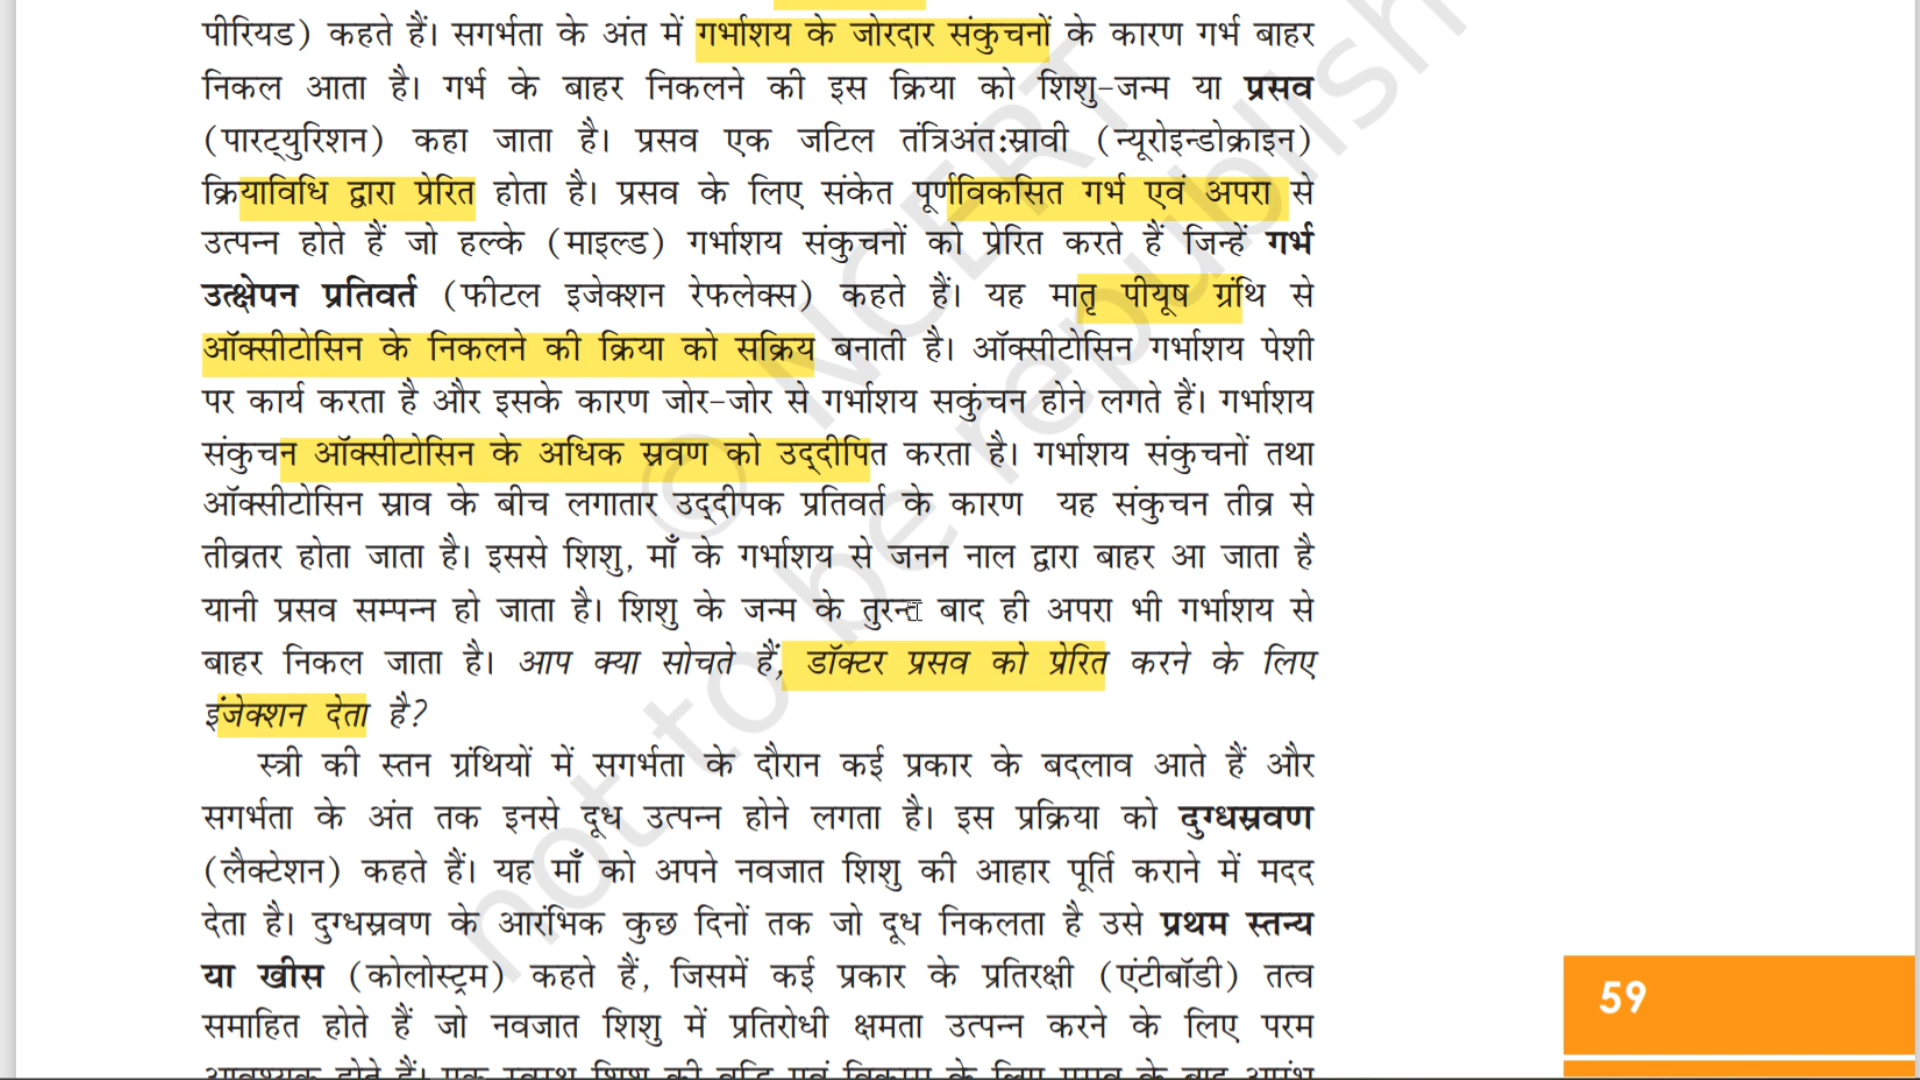 पीरियड) कहते हैं। सगर्भता के अंत में गर्भाशय के जोरदार संकुचनों के कारण गर्भ बाहर
निकल आता है। गर्भ के बाहर निकलने की इस क्रिया को शिशु-जन्म या प्रसव
(पारट्युरिशन) कहा जाता है। प्रसव एक जटिल तंत्रिअंतःस्रावी (न्यूरोइन्डोक्राइन)
क्रियाविधि द्वारा प्रेरित होता है। प्रसव के लिए संकेत पूर्णविकसित गर्भ एवं अपरा से
उत्पन्न होते हैं जो हल्के (माइल्ड) गर्भाशय संकुचनों को प्रेरित करते हैं जिन्हें गर्भ
उत्क्षेपन प्रतिवर्त (फीटल इजेक्शन रेफलेक्स) कहते हैं। यह मातृ पीयूष ग्रंथि से
ऑक्सीटोसिन के निकलने की क्रिया को सक्रिय बनाती है। ऑक्सीटोसिन गर्भाशय पेशी
पर कार्य करता है और इसके कारण जोर-जोर से गर्भाशय सकुंचन होने लगते हैं। गर्भाशय
संकुचन ऑक्सीटोसिन के अधिक स्रवण को उद्‌दीपित करता है। गर्भाशय संकुचनों तथा
ऑक्सीटोसिन स्राव के बीच लगातार उद्‌दीपक प्रतिवर्त के कारण यह संकुचन तीव्र से
तीव्रतर होता जाता है। इससे शिशु, माँ के गर्भाशय से जनन नाल द्वारा बाहर आ जाता है
यानी प्रसव सम्पन्न हो जाता है। शिशु के जन्म के तुरन्त बाद ही अपरा भी गर्भाशय से
बाहर निकल जाता है। आप क्या सोचते हैं, डॉक्टर प्रसव को प्रेरित करने के लिए
इंजेक्शन देता है?
स्त्री की स्तन ग्रंथियों में सगर्भता के दौरान कई प्रकार के बदलाव आते हैं और
सगर्भता के अंत तक इनसे दूध उत्पन्न होने लगता है। इस प्रक्रिया को दुग्धस्रवण
(लैक्टेशन) कहते हैं। यह माँ को अपने नवजात शिशु की आहार पूर्ति कराने में मदद
देता है। दुग्धस्रवण के आरंभिक कुछ दिनों तक जो दूध निकलता है उसे प्रथम स्तन्य
या खीस (कोलोस्ट्रम) कहते हैं, जिसमें कई प्रकार के प्रतिरक्षी (एंटीबॉडी) तत्व
समाहित होते हैं जो नवजात शिशु में प्रतिरोधी क्षमता उत्पन्न करने के लिए परम
59
© NCERT
not to be republish